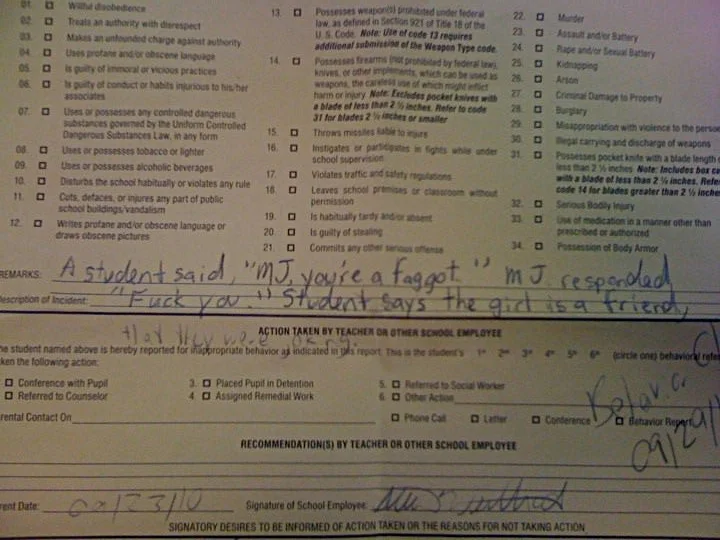 01. Willful disobedience
02. Treats an authority with disrespect
03. Makes an unfounded charge against authority
04. Uses profane and/or obscene language
05. Is guilty of immoral or vicious practices
06. Is guilty of conduct or habits injurious to his/her
associates
07. Uses or possesses any controlled dangerous
substances governed by the Uniform Controlled
Dangerous Substances Law, in any form
08. Uses or possesses tobacco or lighter
09. Uses or possesses alcoholic beverages
10. Disturbs the school habitually or violates any rule
11. Cuts, defaces, or injures any part of public
school buildings/vandalism
12. Writes profane and/or obscene language or
draws obscene pictures
13. Possesses weapon(s) prohibited under federal
law, as defined in Section 921 of Title 18 of the
U. S. Code. Note: Use of code 13 requires
additional submission of the Weapon Type code.
14. Possesses firearms (not prohibited by federal law),
knives, or other implements, which can be used as
weapons, the careless use of which might inflict
harm or injury. Note: Excludes pocket knives with
a blade of less than 2 ½ inches. Refer to code
31 for blades 2 ½ inches or smaller
15. Throws missiles liable to injure
16. Instigates or participates in fights while under
school supervision
17. Violates traffic and safety regulations
18. Leaves school premises or classroom without
permission
19. Is habitually tardy and/or absent
20. Is guilty of stealing
21. Commits any other serious offense
22. Murder
23. Assault and/or Battery
24. Rape and/or Sexual Battery
25. Kidnapping
26. Arson
27. Criminal Damage to Property
28. Burglary
29. Misappropriation with violence to the perso
30. Illegal carrying and discharge of weapons
31. Possesses pocket knife with a blade length
less than 2 ½ inches Note: Includes box cu
with a blade of less than 2 ½ inches. Refer
code 14 for blades greater than 2 ½ inche
32. Serious Bodily Injury
33. Use of medication in a manner other than
prescribed or authorized
34. Possession of Body Armor
REMARKS: A student said, "MJ, you're a faggot." MJ responded
escription of Incident: "Fuck you." Student says the girl is a friend,
that they were joking.
ACTION TAKEN BY TEACHER OR OTHER SCHOOL EMPLOYEE
he student named above is hereby reported for inappropriate behavior as indicated in this report. This is the student's 1st 2nd 3rd 4th 5th 6th (circle one) behavioral refer
ken the following action:
Conference with Pupil 3. Placed Pupil in Detention 5. Referred to Social Worker
Referred to Counselor 4 Assigned Remedial Work 6. Other Action
rental Contact On Phone Call Letter Conference Behavior Report
09/29/1
RECOMMENDATION(S) BY TEACHER OR OTHER SCHOOL EMPLOYEE
rent Date: 09/23/10 Signature of School Employee:
SIGNATORY DESIRES TO BE INFORMED OF ACTION TAKEN OR THE REASONS FOR NOT TAKING ACTION